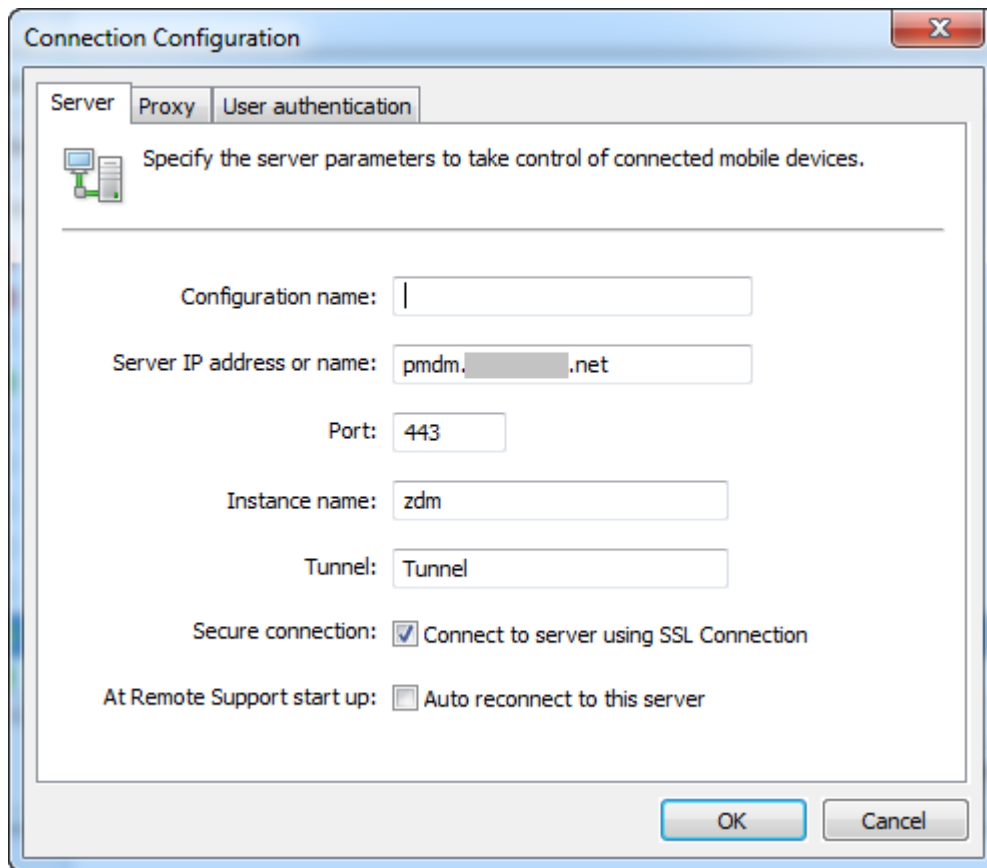 Connection Configuration
Server Proxy User authentication
Specify the server parameters to take control of connected mobile devices.
Configuration name:
Server IP address or name: pmdm. .net
Port: 443
Instance name: zdm
Tunnel: Tunnel
Secure connection: Connect to server using SSL Connection
At Remote Support start up: Auto reconnect to this server
OK Cancel